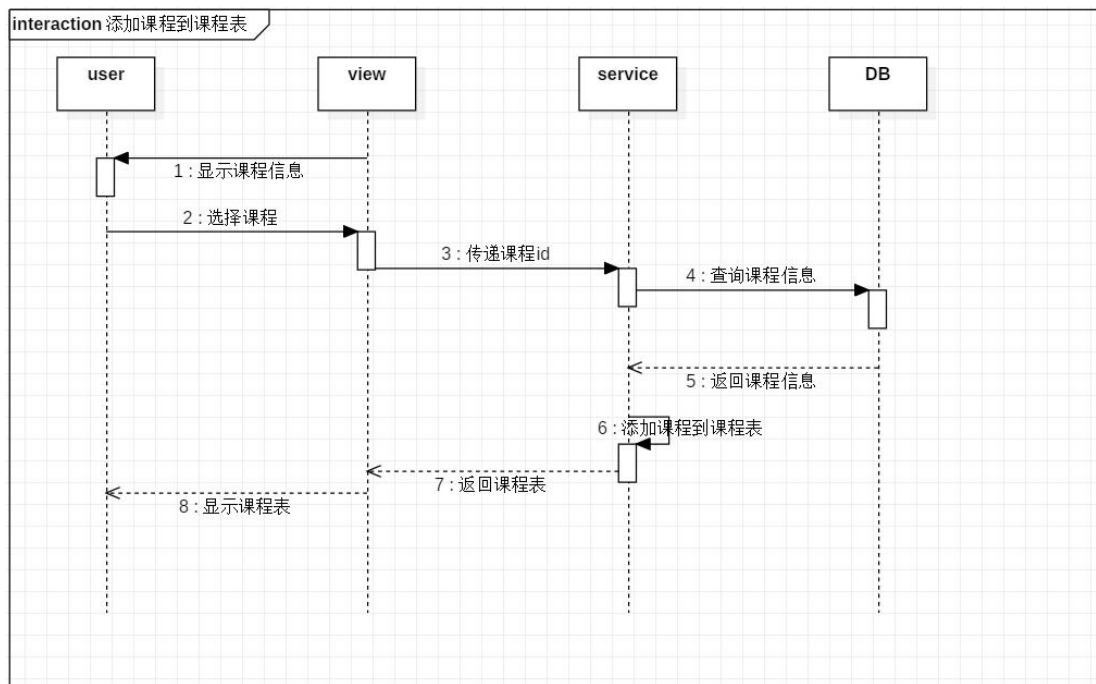 interaction 添加课程到课程表
user
view
service
DB
1 : 显示课程信息
2 : 选择课程
3 : 传递课程id
4 : 查询课程信息
5 : 返回课程信息
6 : 添加课程到课程表
7 : 返回课程表
8 : 显示课程表